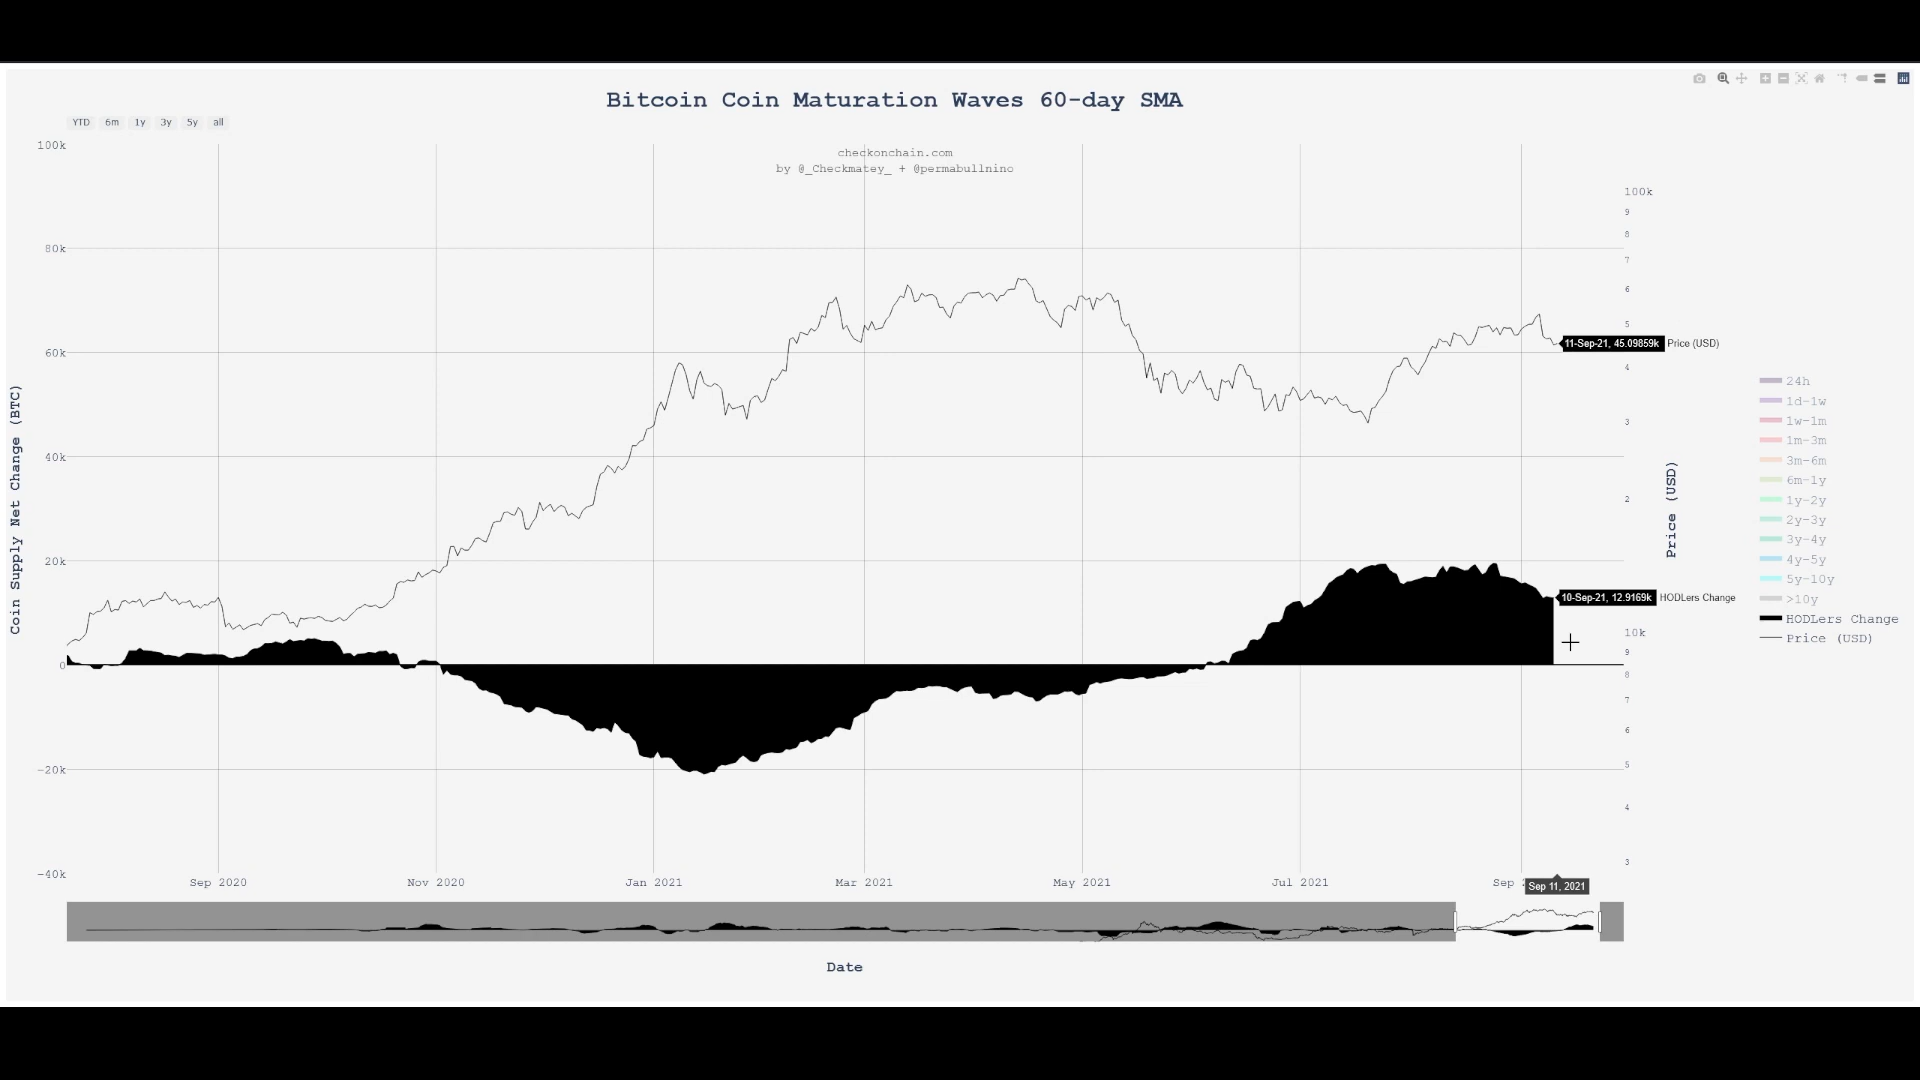 Bitcoin Coin Maturation Waves 60-day SMA
YTD 6m 1y 3y 5y all
checkonchain.com
by @_Checkmatey_ + @permabullnino
100k
80k
60k
40k
20k
0
−20k
−40k
Coin Supply Net Change (BTC)
100k
9
8
7
6
5
4
3
2
10k
9
8
7
6
5
4
3
Price (USD)
11-Sep-21, 45.09859k Price (USD)
10-Sep-21, 12.9169k HODLers Change
24h
1d-1w
1w-1m
1m-3m
3m-6m
6m-1y
1y-2y
2y-3y
3y-4y
4y-5y
5y-10y
>10y
HODLers Change
Price (USD)
Sep 2020 Nov 2020 Jan 2021 Mar 2021 May 2021 Jul 2021 Sep
Sep 11, 2021
Date